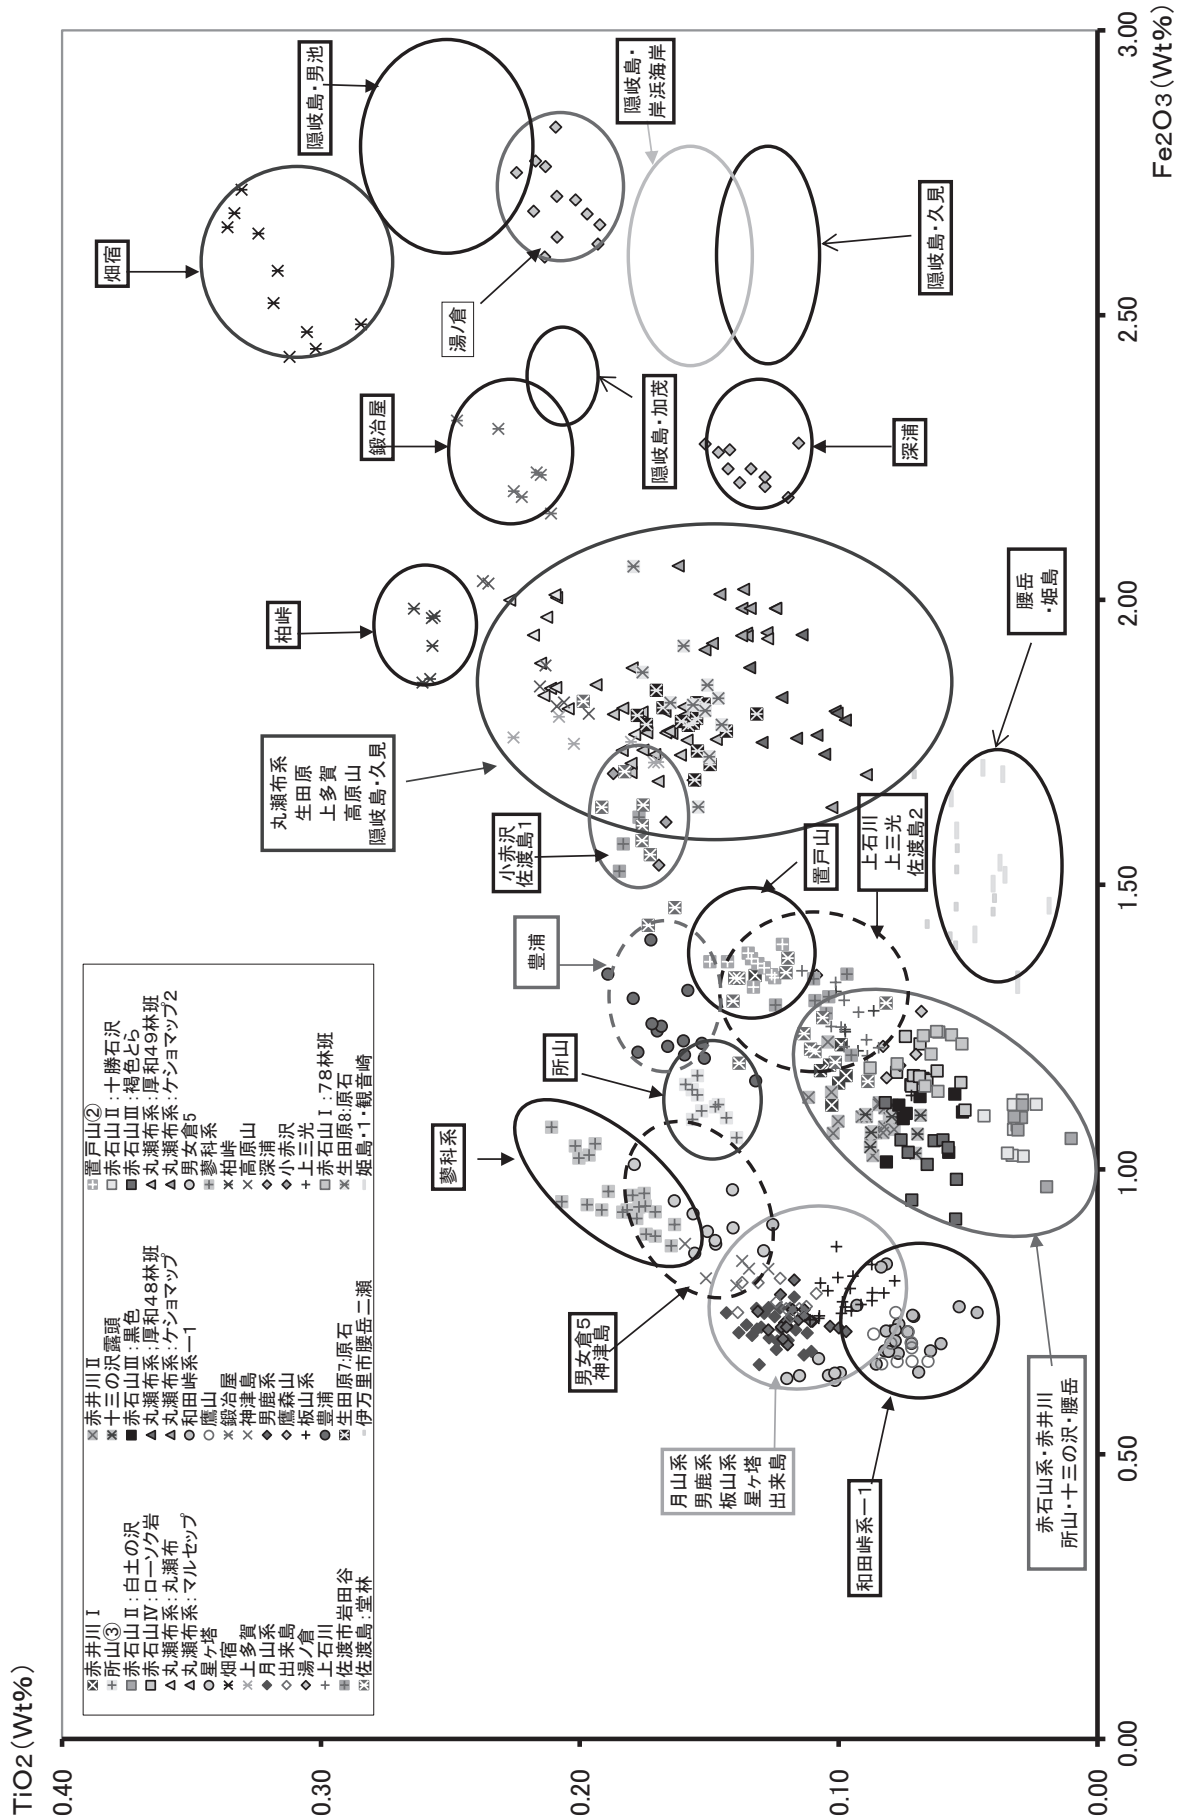 TiO2(Wt%)
0.40
0.30
0.20
0.10
0.00
0.00
0.50
1.00
1.50
2.00
2.50
3.00
Fe2O3(Wt%)
赤井川Ⅰ
赤井川Ⅱ
置戸山②
所山③
十三の沢 露頭
赤石山Ⅱ:十勝石沢
赤石山Ⅱ:白土の沢
赤石山Ⅲ:黒色
赤石山Ⅲ:褐色とら
赤石山Ⅳ:ローソク岩
丸瀬布系:厚和48林班
丸瀬布系:厚和49林班
丸瀬布系:丸瀬布
丸瀬布系:ケショマップ
丸瀬布系:ケショマップ2
丸瀬布系:マルセップ
和田峠系ー1
男女倉5
星ヶ塔
鷹山
蓼科系
畑宿
鍛冶屋
柏峠
上多賀
神津島
高原山
月山系
男鹿系
深浦
出来島
鷹森山
小赤沢
湯ノ倉
板山系
上三光
上石川
豊浦
赤石山Ⅰ:78林班
佐渡市岩田谷
生田原7:原石
生田原8:原石
佐渡島:堂林
伊万里市腰岳二瀬
姫島・1・観音崎
畑宿
隠岐島・男池
湯ノ倉
隠岐島・
岸浜海岸
隠岐島・久見
鍛冶屋
隠岐島・加茂
深浦
柏峠
丸瀬布系
生田原
上多賀
高原山
隠岐島・久見
腰岳
・姫島
小赤沢
佐渡島1
置戸山
上石川
上三光
佐渡島2
豊浦
所山
蓼科系
男女倉5
神津島
月山系
男鹿系
板山系
星ヶ塔
出来島
和田峠系ー1
赤石山系・赤井川
所山・十三の沢・腰岳